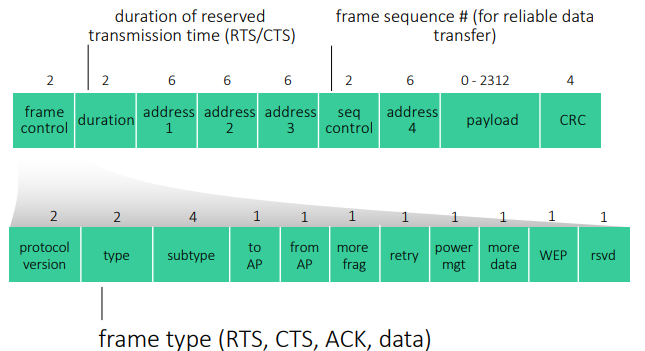 duration of reserved
transmission time (RTS/CTS)
frame sequence # (for reliable data
transfer)
2 2 6 6 6 2 6 0 - 2312 4
frame
control
duration
address
1
address
2
address
3
seq
control
address
4
payload
CRC
2 2 4 1 1 1 1 1 1 1 1
protocol
version
type
subtype
to
AP
from
AP
more
frag
retry
power
mgt
more
data
WEP
rsvd
frame type (RTS, CTS, ACK, data)